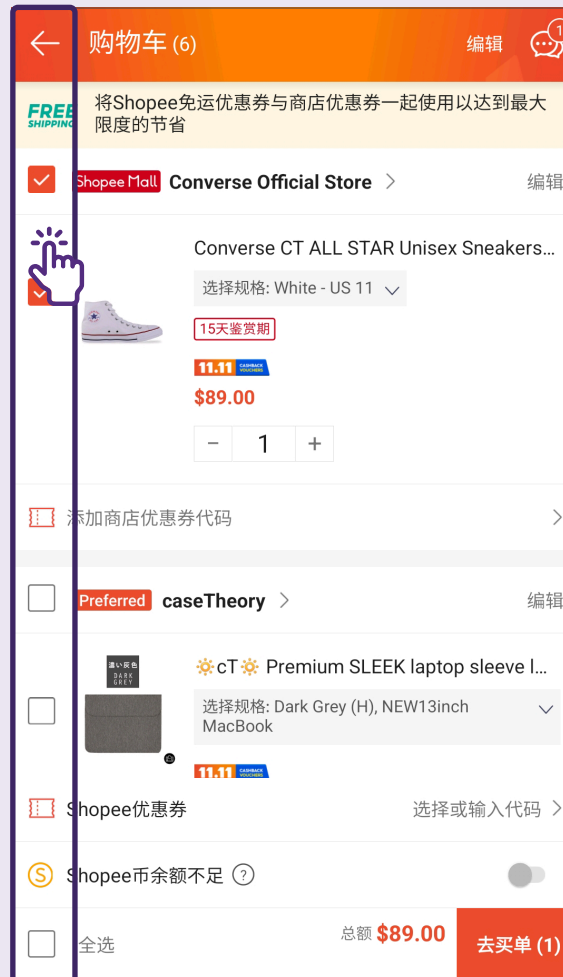 购物车 (6)
编辑
1
FREE
SHIPPING
将Shopee免运优惠券与商店优惠券一起使用以达到最大
限度的节省
Shopee Mall Converse Official Store
编辑
Converse CT ALL STAR Unisex Sneakers...
选择规格: White - US 11
15天鉴赏期
11.11 CASHBACK VOUCHERS
$89.00
− 1 +
添加商店优惠券代码
Preferred caseTheory
编辑
濃い灰色
DARK
GREY
🔅cT🔅 Premium SLEEK laptop sleeve l...
选择规格: Dark Grey (H), NEW13inch
MacBook
11.11 CASHBACK
Shopee优惠券
选择或输入代码
S Shopee币余额不足 ?
全选
总额 $89.00
去买单 (1)